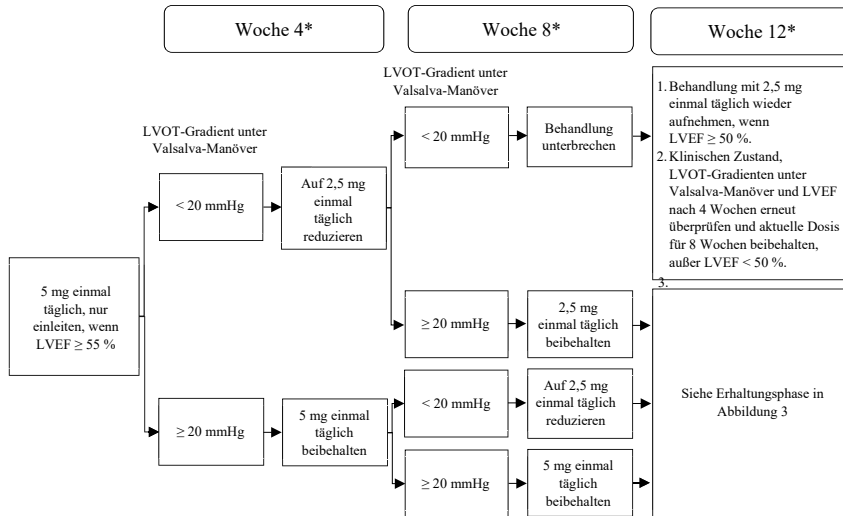 Woche 4*
Woche 8*
Woche 12*
LVOT-Gradient unter
Valsalva-Manöver
LVOT-Gradient unter
Valsalva-Manöver
5 mg einmal
täglich, nur
einleiten, wenn
LVEF ≥ 55 %
< 20 mmHg
Auf 2,5 mg
einmal
täglich
reduzieren
< 20 mmHg
Behandlung
unterbrechen
1. Behandlung mit 2,5 mg
einmal täglich wieder
aufnehmen, wenn
LVEF ≥ 50 %.
2. Klinischen Zustand,
LVOT-Gradienten unter
Valsalva-Manöver und LVEF
nach 4 Wochen erneut
überprüfen und aktuelle Dosis
für 8 Wochen beibehalten,
außer LVEF < 50 %.
3.
≥ 20 mmHg
2,5 mg
einmal täglich
beibehalten
≥ 20 mmHg
5 mg einmal
täglich
beibehalten
< 20 mmHg
Auf 2,5 mg
einmal täglich
reduzieren
≥ 20 mmHg
5 mg einmal
täglich
beibehalten
Siehe Erhaltungsphase in
Abbildung 3